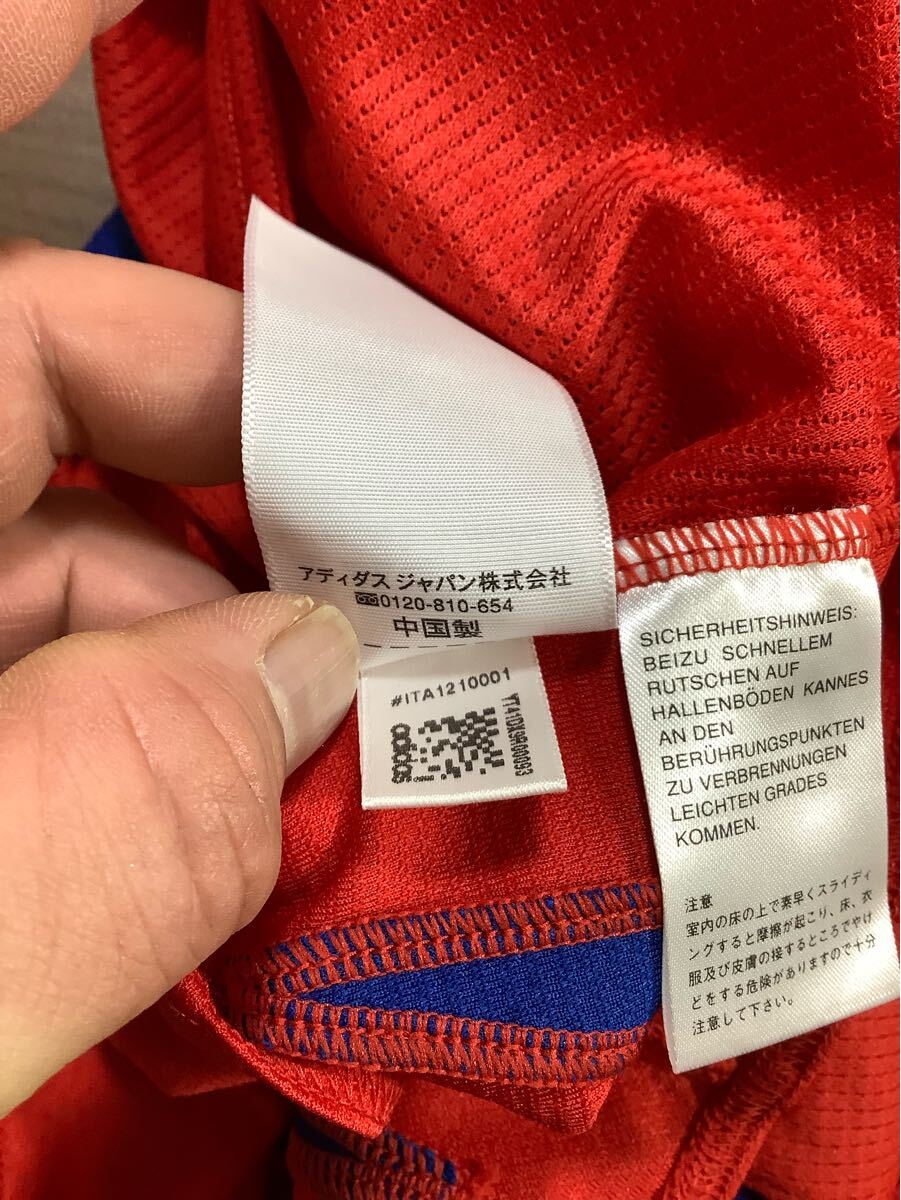 アディダス ジャパン株式会社
0120-810-654
中国製
#ITA1210001
YT410X9R00093
SICHERHEITSHINWEIS:
BEIZU SCHNELLEM
RUTSCHEN AUF
HALLENBÖDEN KANNES
AN DEN
BERÜHRUNGSPUNKTEN
ZU VERBRENNUNGEN
LEICHTEN GRADES
KOMMEN.
注意
室内の床の上で素早くスライディ
ングすると摩擦が起こり、床、衣
服及び皮膚の接するところでやけ
どをする危険がありますので十分
注意して下さい。